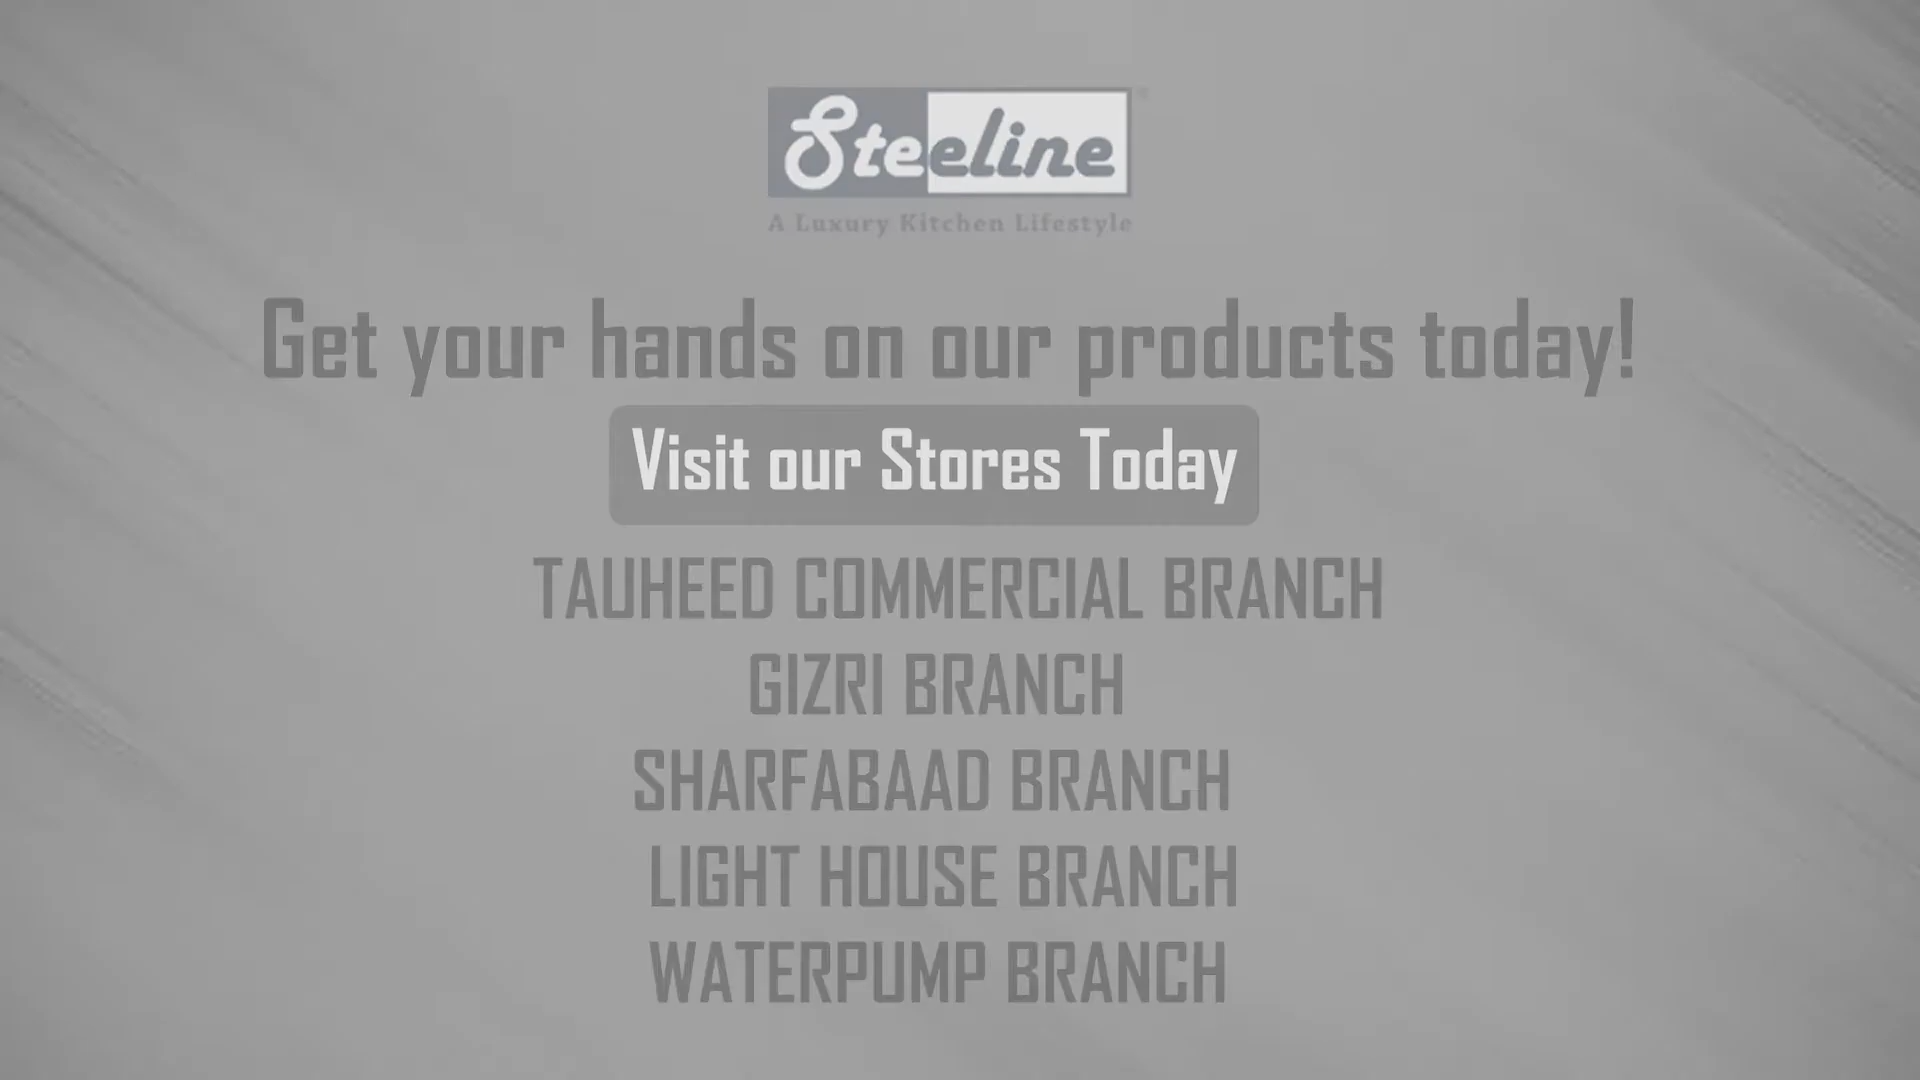 Steeline
A Luxury Kitchen Lifestyle
Get your hands on our products today!
Visit our Stores Today
TAUHEED COMMERCIAL BRANCH
GIZRI BRANCH
SHARFABAAD BRANCH
LIGHT HOUSE BRANCH
WATERPUMP BRANCH